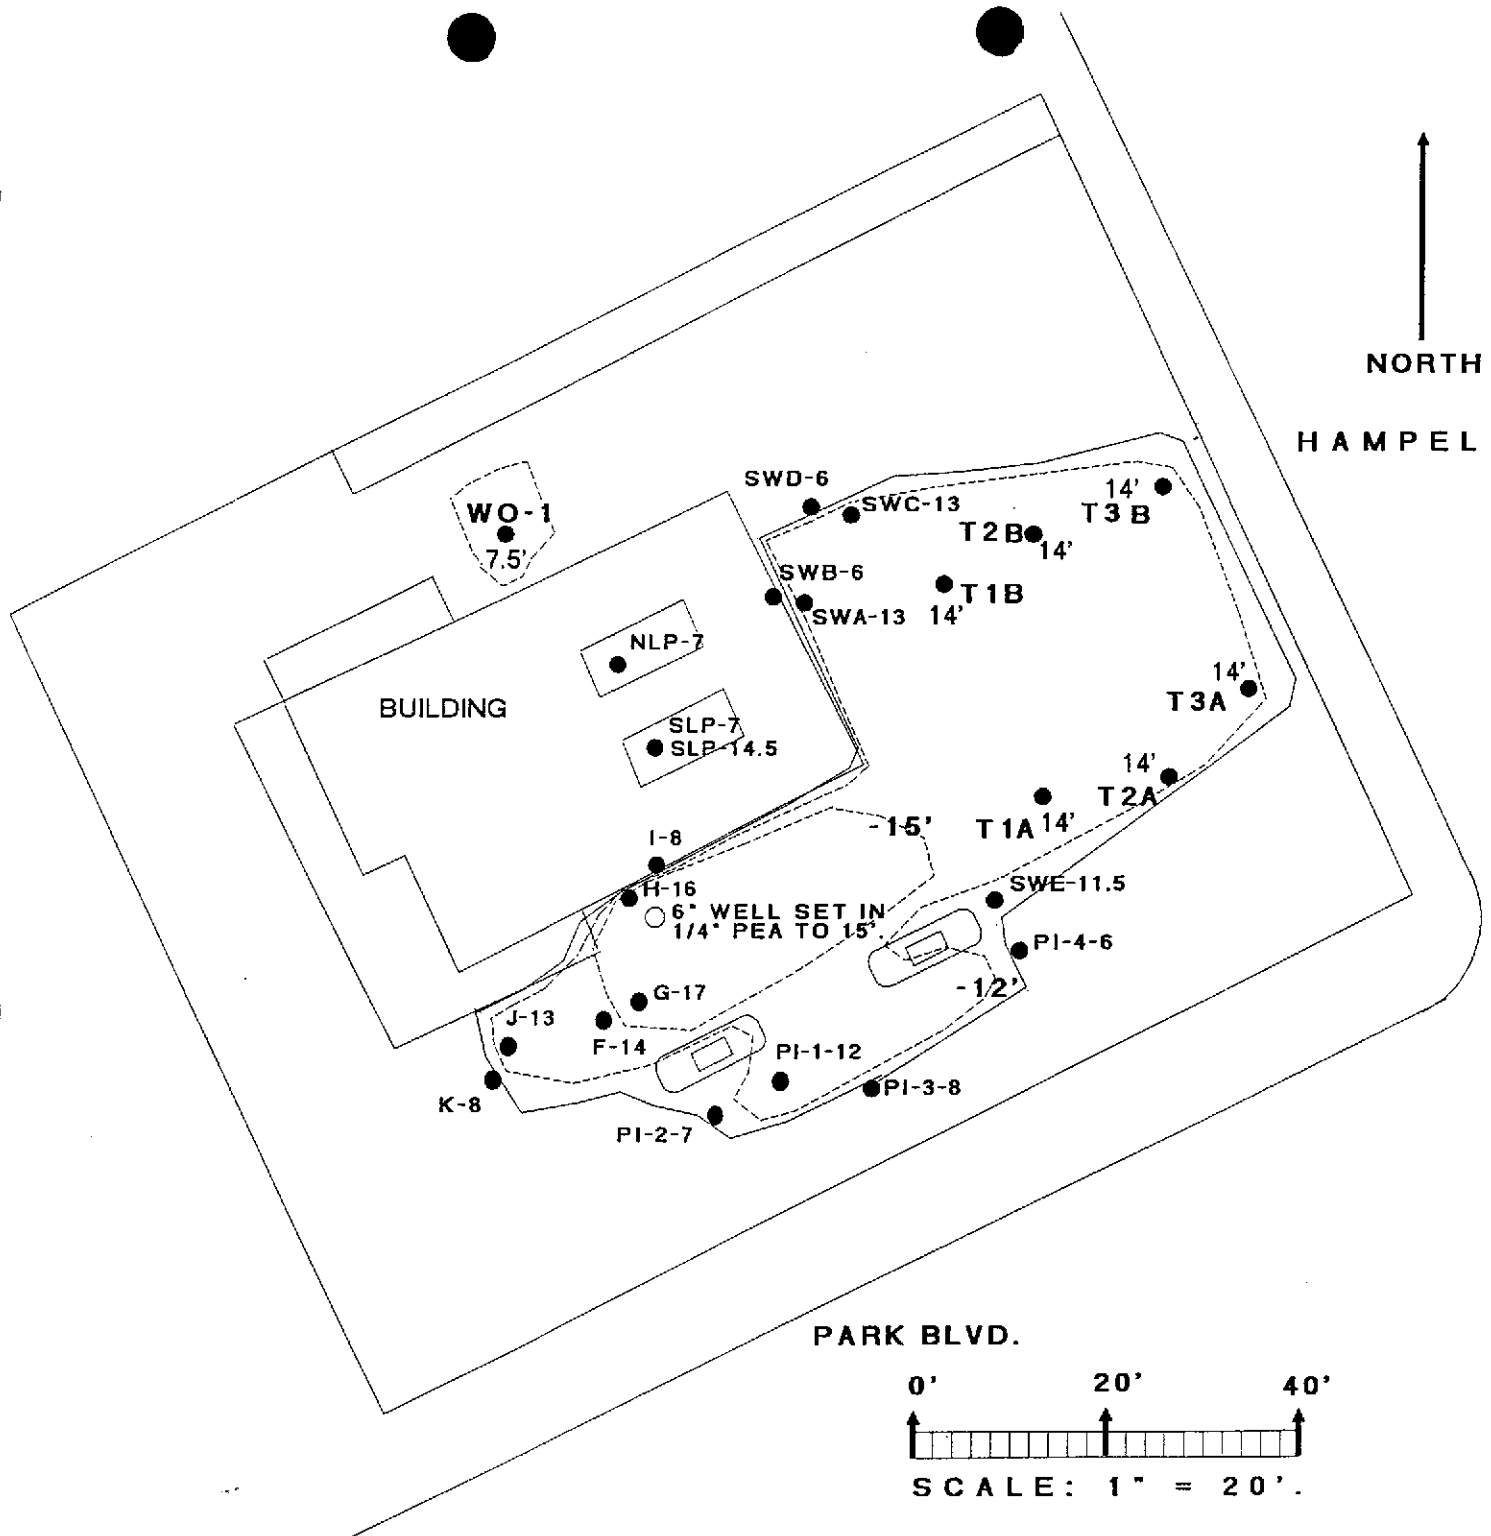 NORTH
HAMPEL
SWD-6
14'
SWC-13
T3B
WO-1
T2B
14'
7.5'
SWB-6
T1B
SWA-13
14'
NLP-7
14'
T3A
BUILDING
SLP-7
SLP-14.5
14'
T2A
-15'
T1A 14'
I-8
H-16
SWE-11.5
6" WELL SET IN
1/4" PEA TO 15'.
PI-4-6
G-17
-12'
J-13
F-14
PI-1-12
PI-3-8
K-8
PI-2-7
PARK BLVD.
0' 20' 40'
SCALE: 1" = 20'.